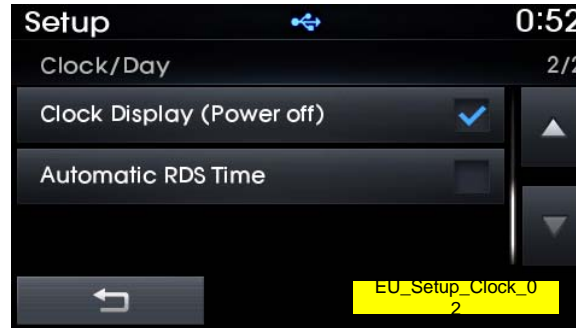 Setup
0:52
Clock/Day
2/2
Clock Display (Power off)
Automatic RDS Time
EU_Setup_Clock_0
2